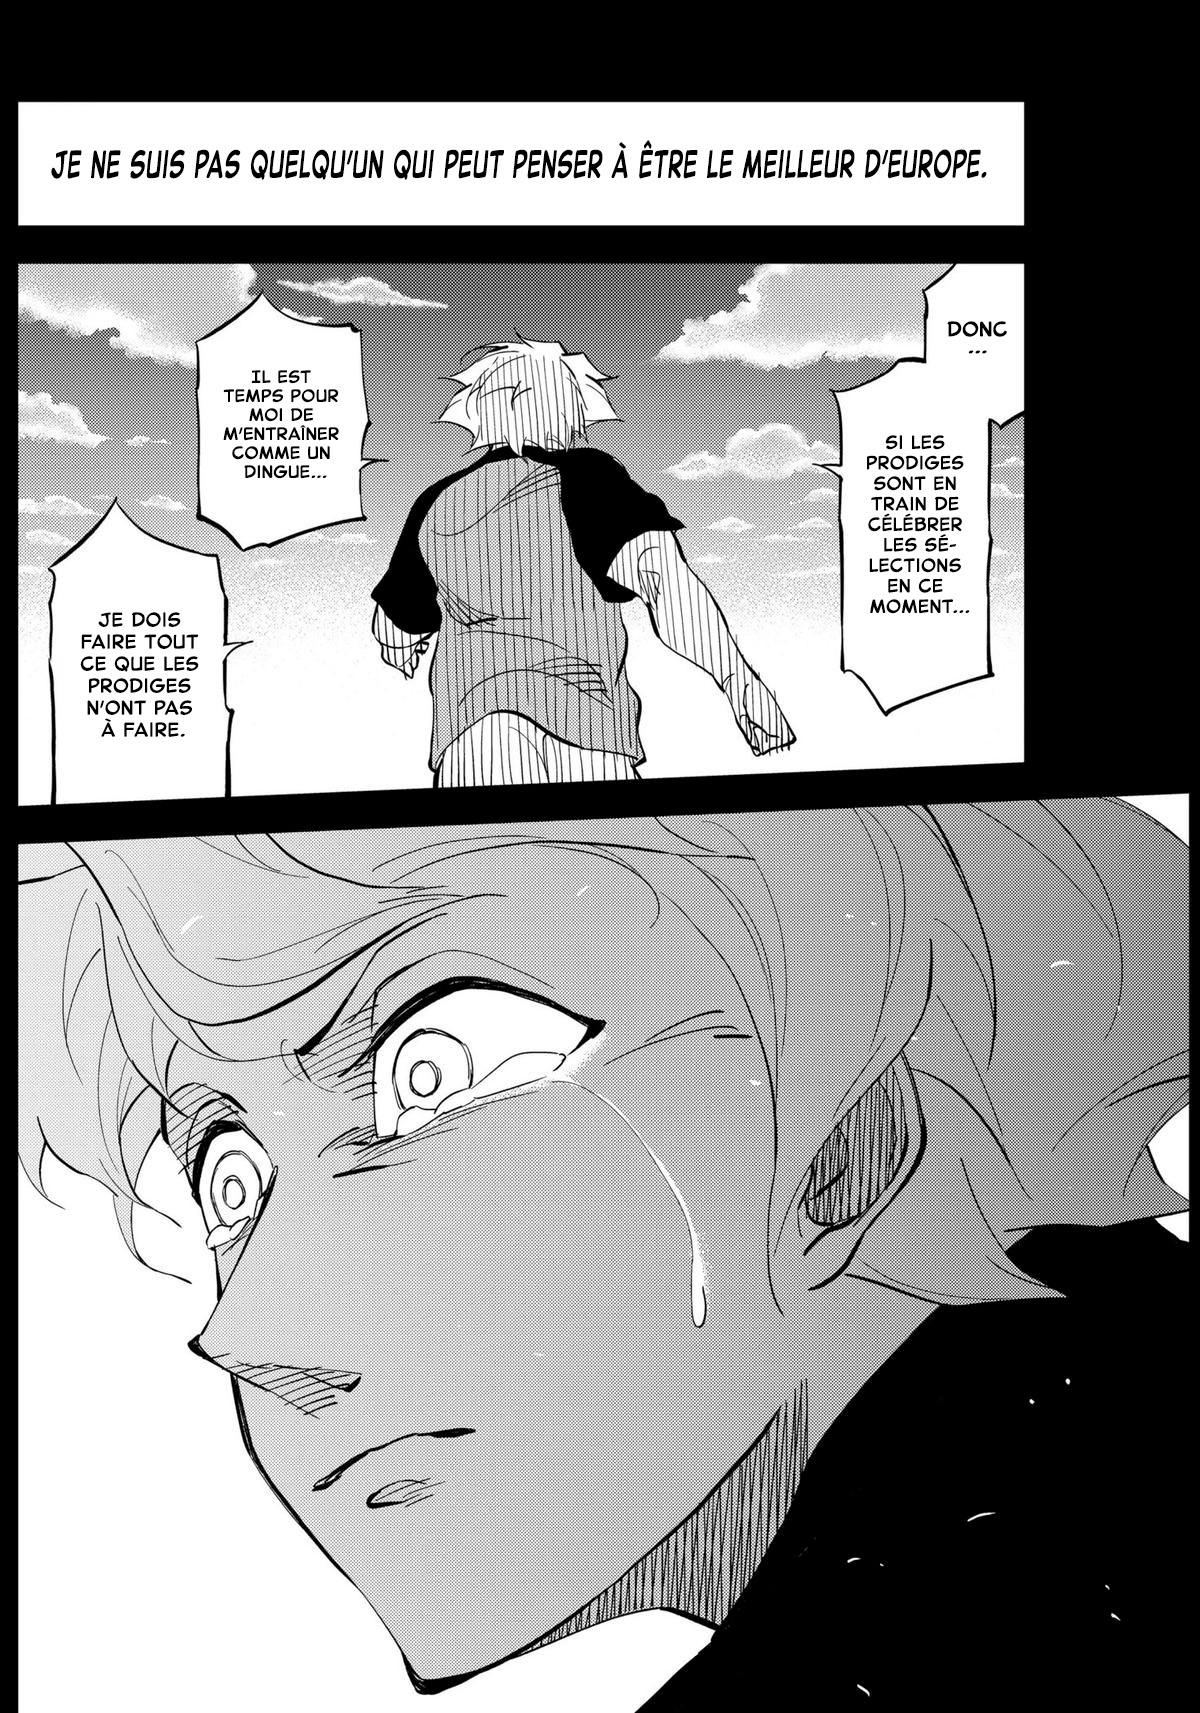 JE NE SUIS PAS QUELQU'UN QUI PEUT PENSER À ÊTRE LE MEILLEUR D'EUROPE.
DONC
...
SI LES
PRODIGES
SONT EN
TRAIN DE
CÉLÉBRER
LES SÉ-
LECTIONS
EN CE
MOMENT...
IL EST
TEMPS POUR
MOI DE
M'ENTRAÎNER
COMME UN
DINGUE...
JE DOIS
FAIRE TOUT
CE QUE LES
PRODIGES
N'ONT PAS
À FAIRE.